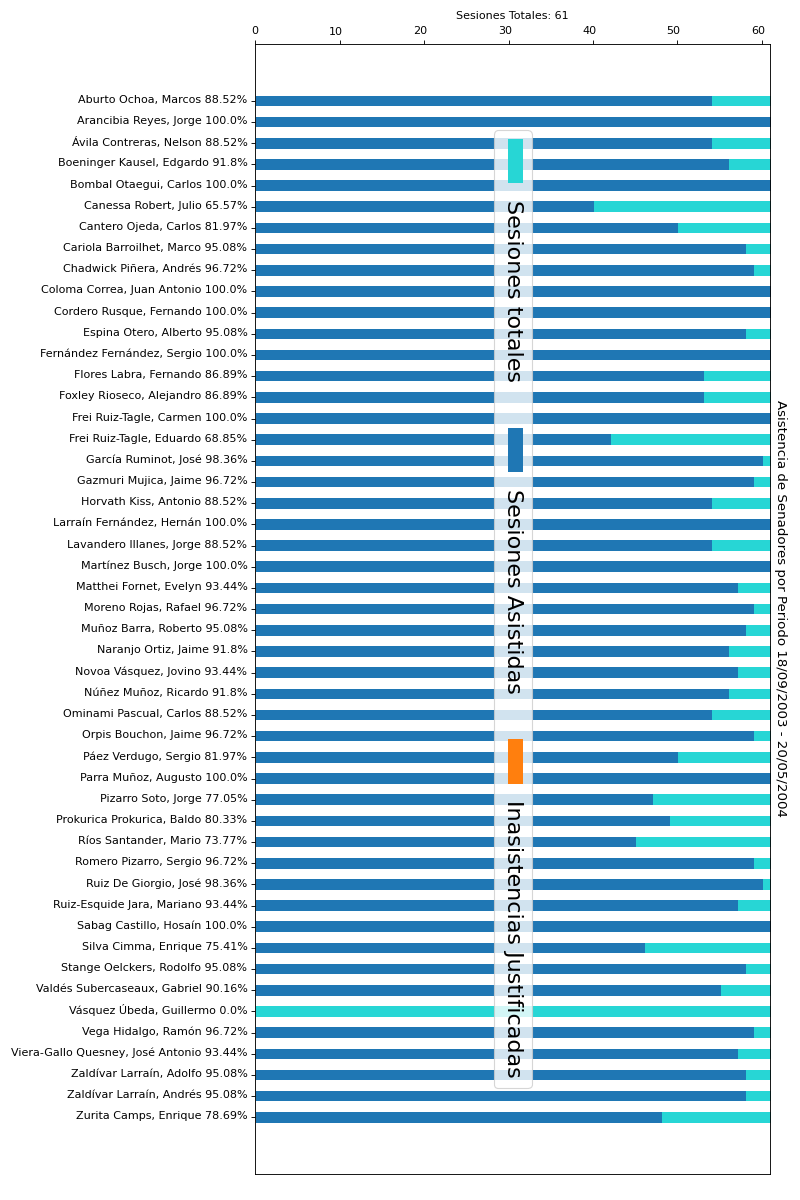 Sesiones Totales: 61
0 10 20 30 40 50 60
Aburto Ochoa, Marcos 88.52%
Arancibia Reyes, Jorge 100.0%
Ávila Contreras, Nelson 88.52%
Boeninger Kausel, Edgardo 91.8%
Bombal Otaegui, Carlos 100.0%
Canessa Robert, Julio 65.57%
Cantero Ojeda, Carlos 81.97%
Cariola Barroilhet, Marco 95.08%
Chadwick Piñera, Andrés 96.72%
Coloma Correa, Juan Antonio 100.0%
Cordero Rusque, Fernando 100.0%
Espina Otero, Alberto 95.08%
Fernández Fernández, Sergio 100.0%
Flores Labra, Fernando 86.89%
Foxley Rioseco, Alejandro 86.89%
Frei Ruiz-Tagle, Carmen 100.0%
Frei Ruiz-Tagle, Eduardo 68.85%
García Ruminot, José 98.36%
Gazmuri Mujica, Jaime 96.72%
Horvath Kiss, Antonio 88.52%
Larraín Fernández, Hernán 100.0%
Lavandero Illanes, Jorge 88.52%
Martínez Busch, Jorge 100.0%
Matthei Fornet, Evelyn 93.44%
Moreno Rojas, Rafael 96.72%
Muñoz Barra, Roberto 95.08%
Naranjo Ortiz, Jaime 91.8%
Novoa Vásquez, Jovino 93.44%
Núñez Muñoz, Ricardo 91.8%
Ominami Pascual, Carlos 88.52%
Orpis Bouchon, Jaime 96.72%
Páez Verdugo, Sergio 81.97%
Parra Muñoz, Augusto 100.0%
Pizarro Soto, Jorge 77.05%
Prokurica Prokurica, Baldo 80.33%
Ríos Santander, Mario 73.77%
Romero Pizarro, Sergio 96.72%
Ruiz De Giorgio, José 98.36%
Ruiz-Esquide Jara, Mariano 93.44%
Sabag Castillo, Hosaín 100.0%
Silva Cimma, Enrique 75.41%
Stange Oelckers, Rodolfo 95.08%
Valdés Subercaseaux, Gabriel 90.16%
Vásquez Úbeda, Guillermo 0.0%
Vega Hidalgo, Ramón 96.72%
Viera-Gallo Quesney, José Antonio 93.44%
Zaldívar Larraín, Adolfo 95.08%
Zaldívar Larraín, Andrés 95.08%
Zurita Camps, Enrique 78.69%
Sesiones totales
Sesiones Asistidas
Inasistencias Justificadas
Asistencia de Senadores por Periodo 18/09/2003 - 20/05/2004